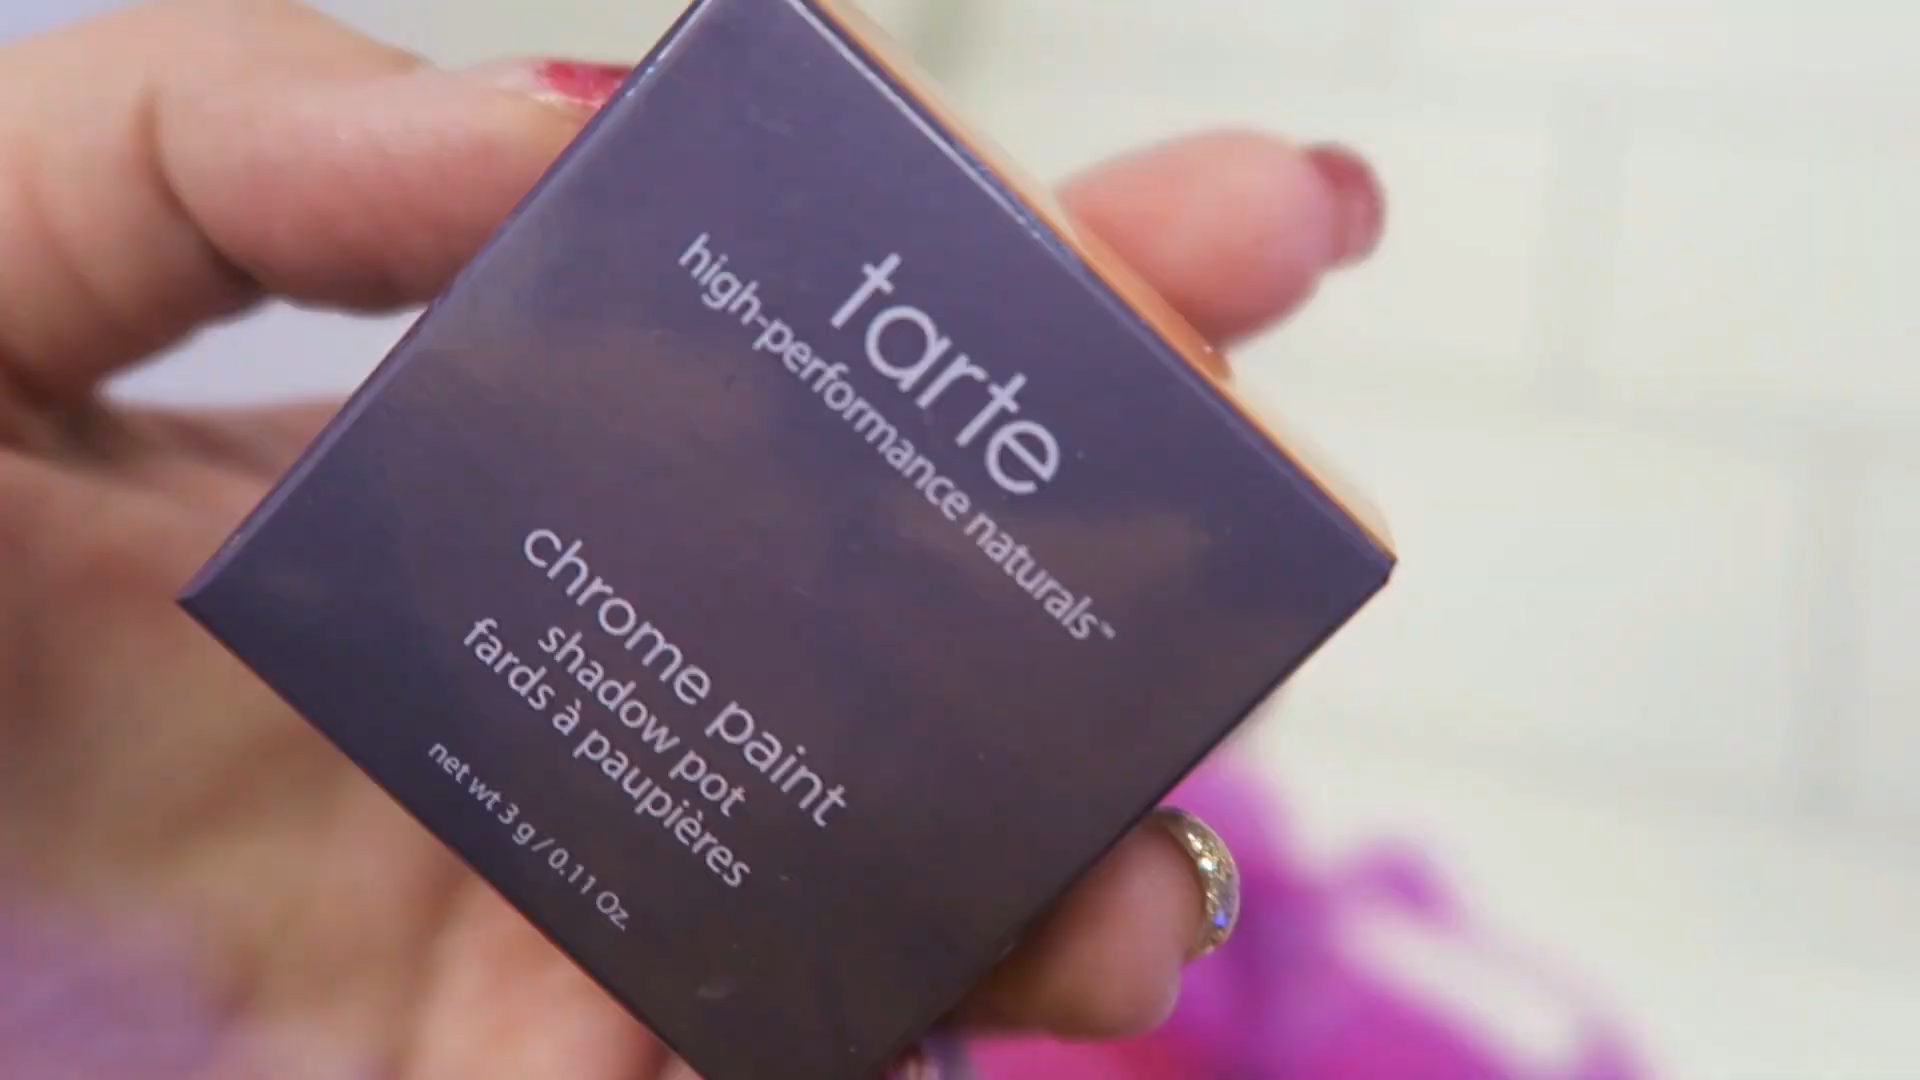 tarte
high-performance naturals™
chrome paint
shadow pot
fards à paupières
net wt 3 g / 0.11 Oz.